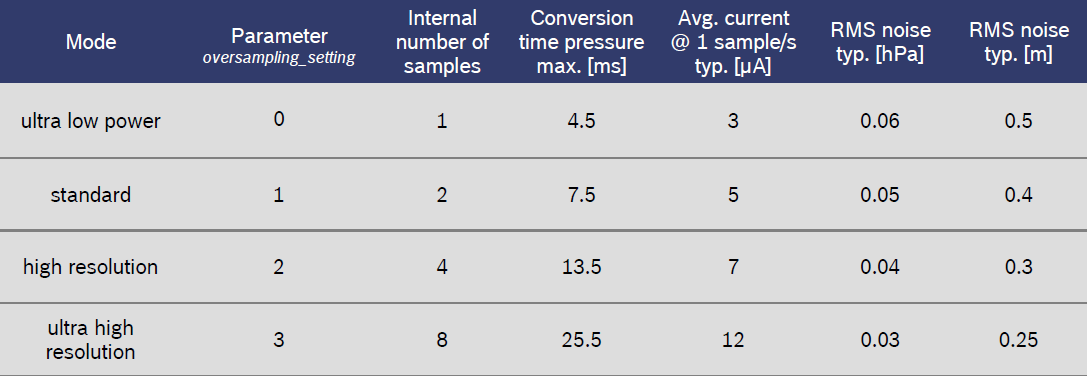 Mode
Parameter
oversampling_setting
Internal
number of
samples
Conversion
time pressure
max. [ms]
Avg. current
@ 1 sample/s
typ. [µA]
RMS noise
typ. [hPa]
RMS noise
typ. [m]
ultra low power 0 1 4.5 3 0.06 0.5
standard 1 2 7.5 5 0.05 0.4
high resolution 2 4 13.5 7 0.04 0.3
ultra high
resolution 3 8 25.5 12 0.03 0.25